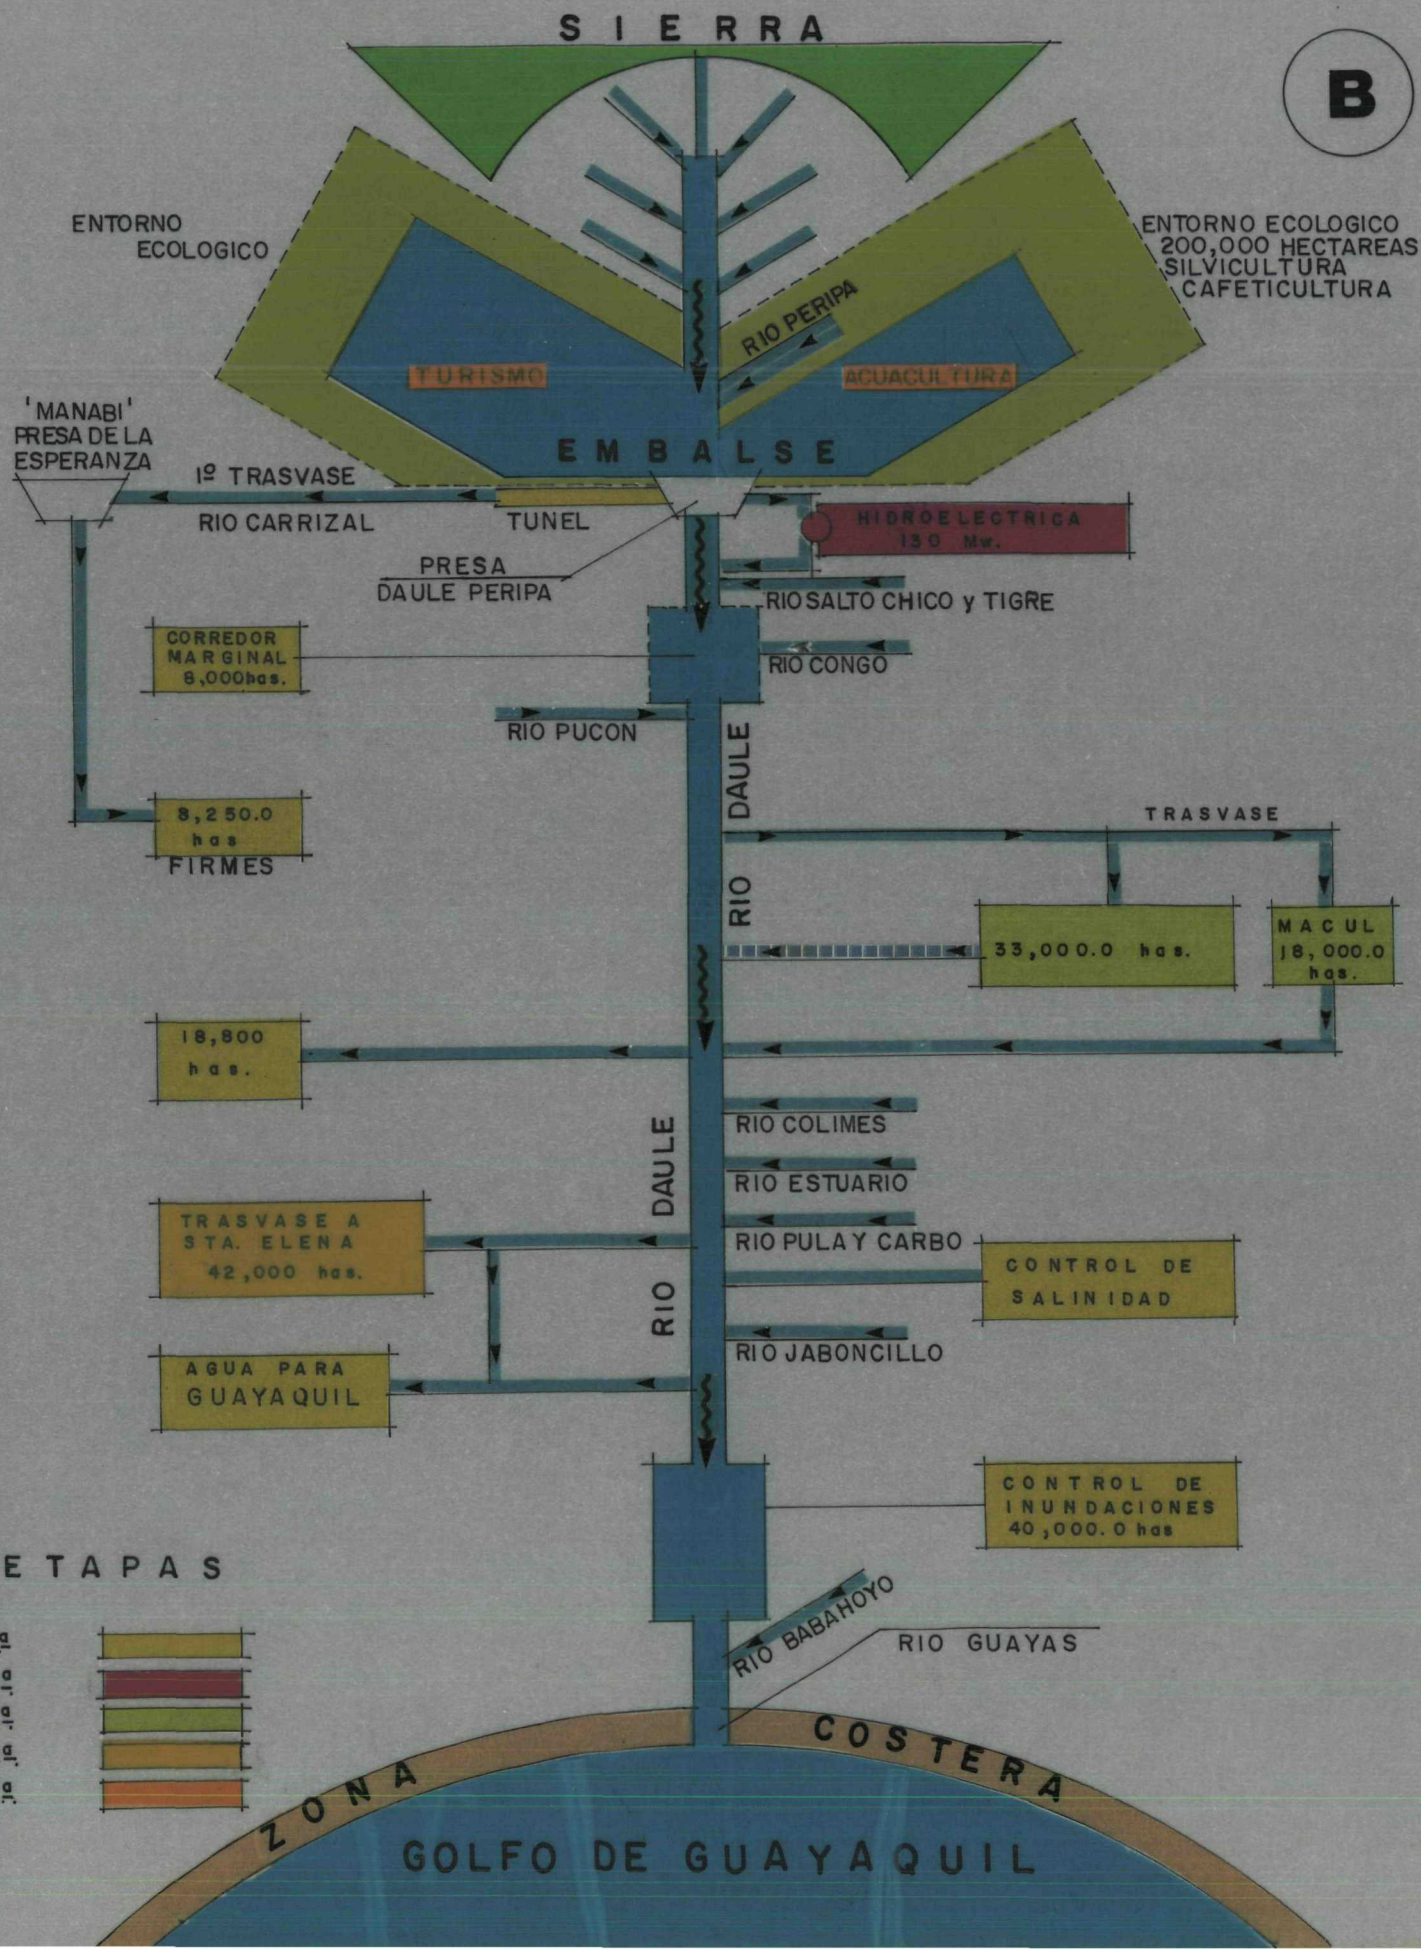 SIERRA
B
ENTORNO
ECOLOGICO
ENTORNO ECOLOGICO
200,000 HECTAREAS
SILVICULTURA
CAFETICULTURA
RIO PERIPA
TURISMO
ACUACULTURA
EMBALSE
'MANABI'
PRESA DE LA
ESPERANZA
1º TRASVASE
RIO CARRIZAL
TUNEL
HIDROELECTRICA
130 Mw.
PRESA
DAULE PERIPA
RIO SALTO CHICO y TIGRE
CORREDOR
MARGINAL
8,000 has.
RIO CONGO
RIO PUCON
RIO DAULE
8,250.0
has
FIRMES
TRASVASE
33,000.0 has.
MACUL
18,000.0
has.
18,800
has.
RIO COLIMES
RIO ESTUARIO
RIO PULA Y CARBO
RIO DAULE
TRASVASE A
STA. ELENA
42,000 has.
CONTROL DE
SALINIDAD
RIO JABONCILLO
AGUA PARA
GUAYAQUIL
CONTROL DE
INUNDACIONES
40,000.0 has
ETAPAS
RIO BABAHOYO
RIO GUAYAS
ZONA COSTERA
GOLFO DE GUAYAQUIL